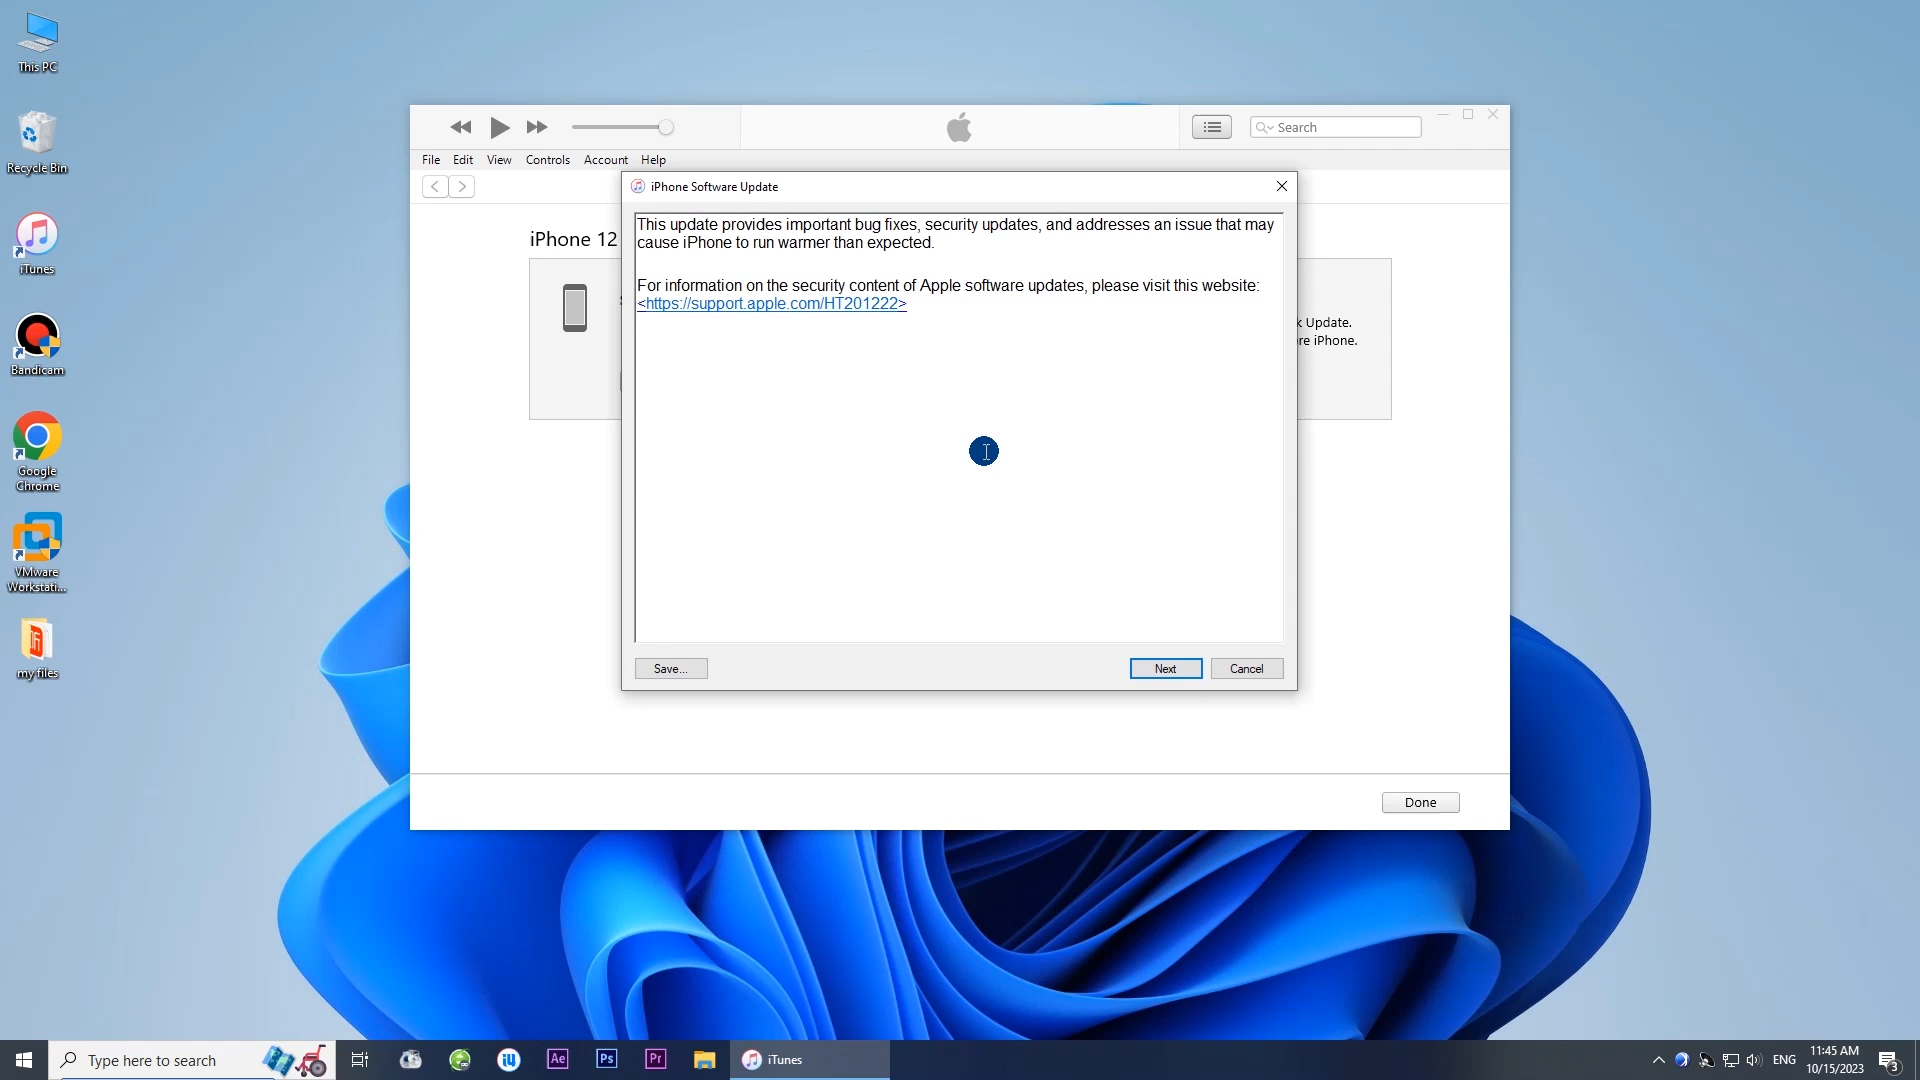 This PC
Recycle Bin
iTunes
Bandicam
Google
Chrome
VMware
Workstati...
my files
Search
File Edit View Controls Account Help
iPhone 12
iPhone Software Update
This update provides important bug fixes, security updates, and addresses an issue that may
cause iPhone to run warmer than expected.
For information on the security content of Apple software updates, please visit this website:
<https://support.apple.com/HT201222>
k Update.
re iPhone.
Save...
Next
Cancel
Done
Type here to search
Ae
Ps
Pr
iTunes
ENG
11:45 AM
10/15/2023
3